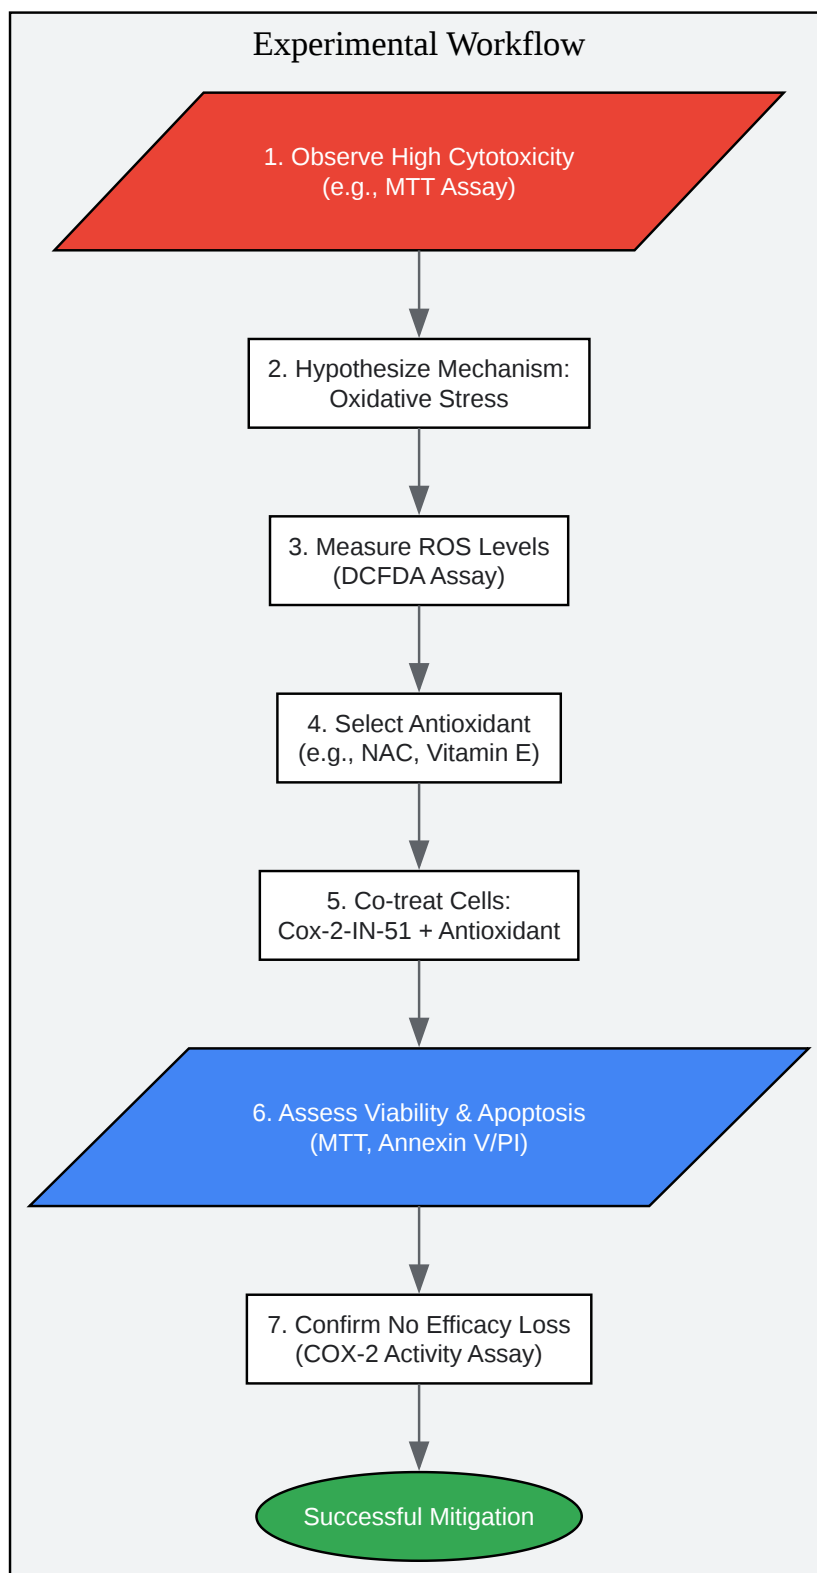 Experimental Workflow
1. Observe High Cytotoxicity
(e.g., MTT Assay)
2. Hypothesize Mechanism:
Oxidative Stress
3. Measure ROS Levels
(DCFDA Assay)
4. Select Antioxidant
(e.g., NAC, Vitamin E)
5. Co-treat Cells:
Cox-2-IN-51 + Antioxidant
6. Assess Viability & Apoptosis
(MTT, Annexin V/PI)
7. Confirm No Efficacy Loss
(COX-2 Activity Assay)
Successful Mitigation